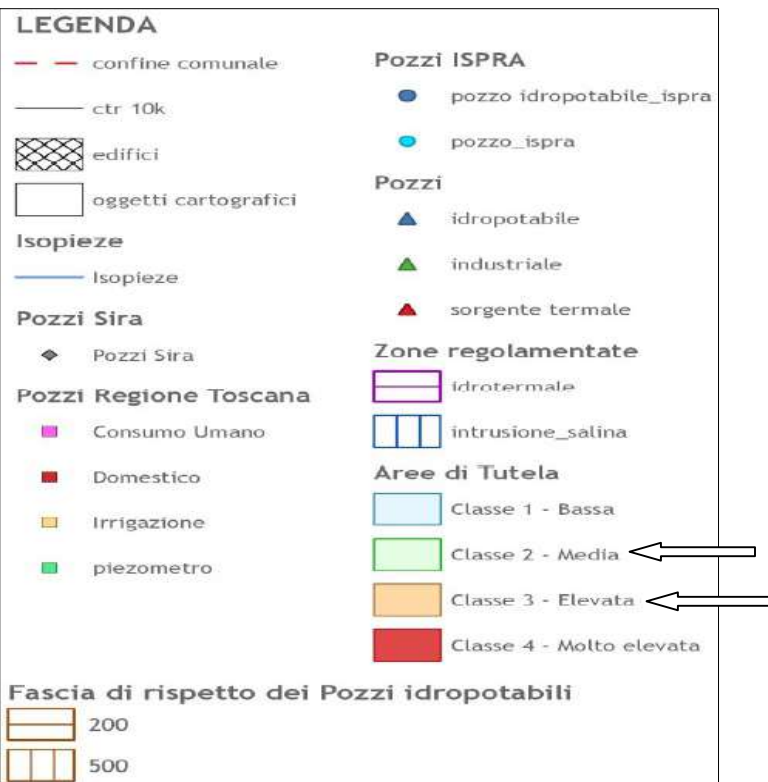 LEGENDA
confine comunale
ctr 10k
edifici
oggetti cartografici
Isopieze
Isopieze
Pozzi Sira
Pozzi Sira
Pozzi Regione Toscana
Consumo Umano
Domestico
Irrigazione
piezometro
Pozzi ISPRA
pozzo idropotabile_ispra
pozzo_ispra
Pozzi
idropotabile
industriale
sorgente termale
Zone regolamentate
idrotermale
intrusione_salina
Aree di Tutela
Classe 1 - Bassa
Classe 2 - Media
Classe 3 - Elevata
Classe 4 - Molto elevata
Fascia di rispetto dei Pozzi idropotabili
200
500